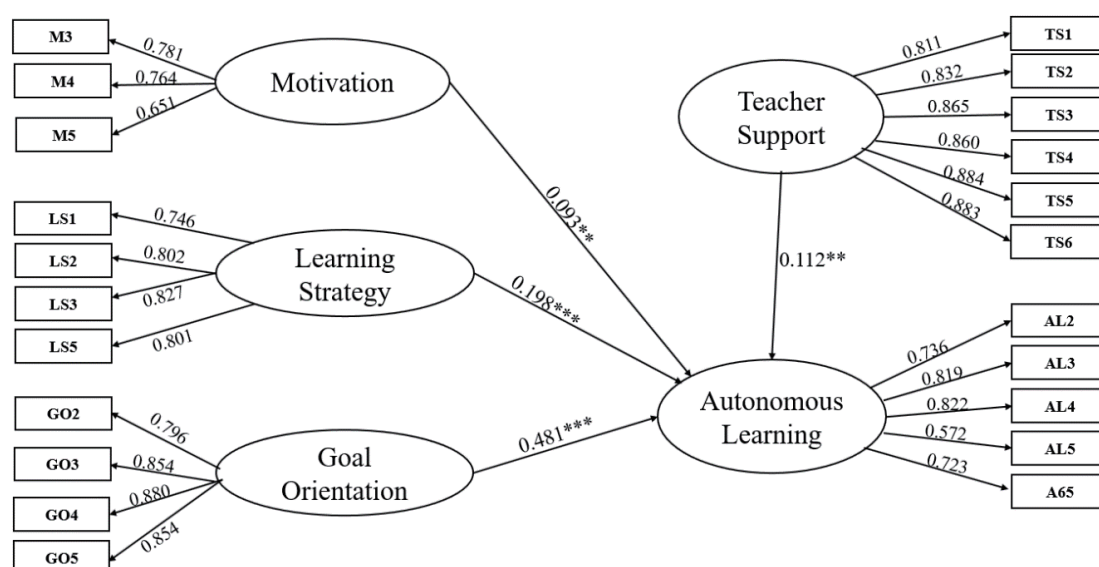 M3
0.781
M4
0.764
M5
0.651
Motivation
0.093**
LS1
0.746
LS2
0.802
LS3
0.827
LS5
0.801
Learning
Strategy
0.198***
GO2
0.796
GO3
0.854
GO4
0.880
GO5
0.854
Goal
Orientation
0.481***
Teacher
Support
0.811
TS1
0.832
TS2
0.865
TS3
0.860
TS4
0.884
TS5
0.883
TS6
0.112**
Autonomous
Learning
0.736
AL2
0.819
AL3
0.822
AL4
0.572
AL5
0.723
A65